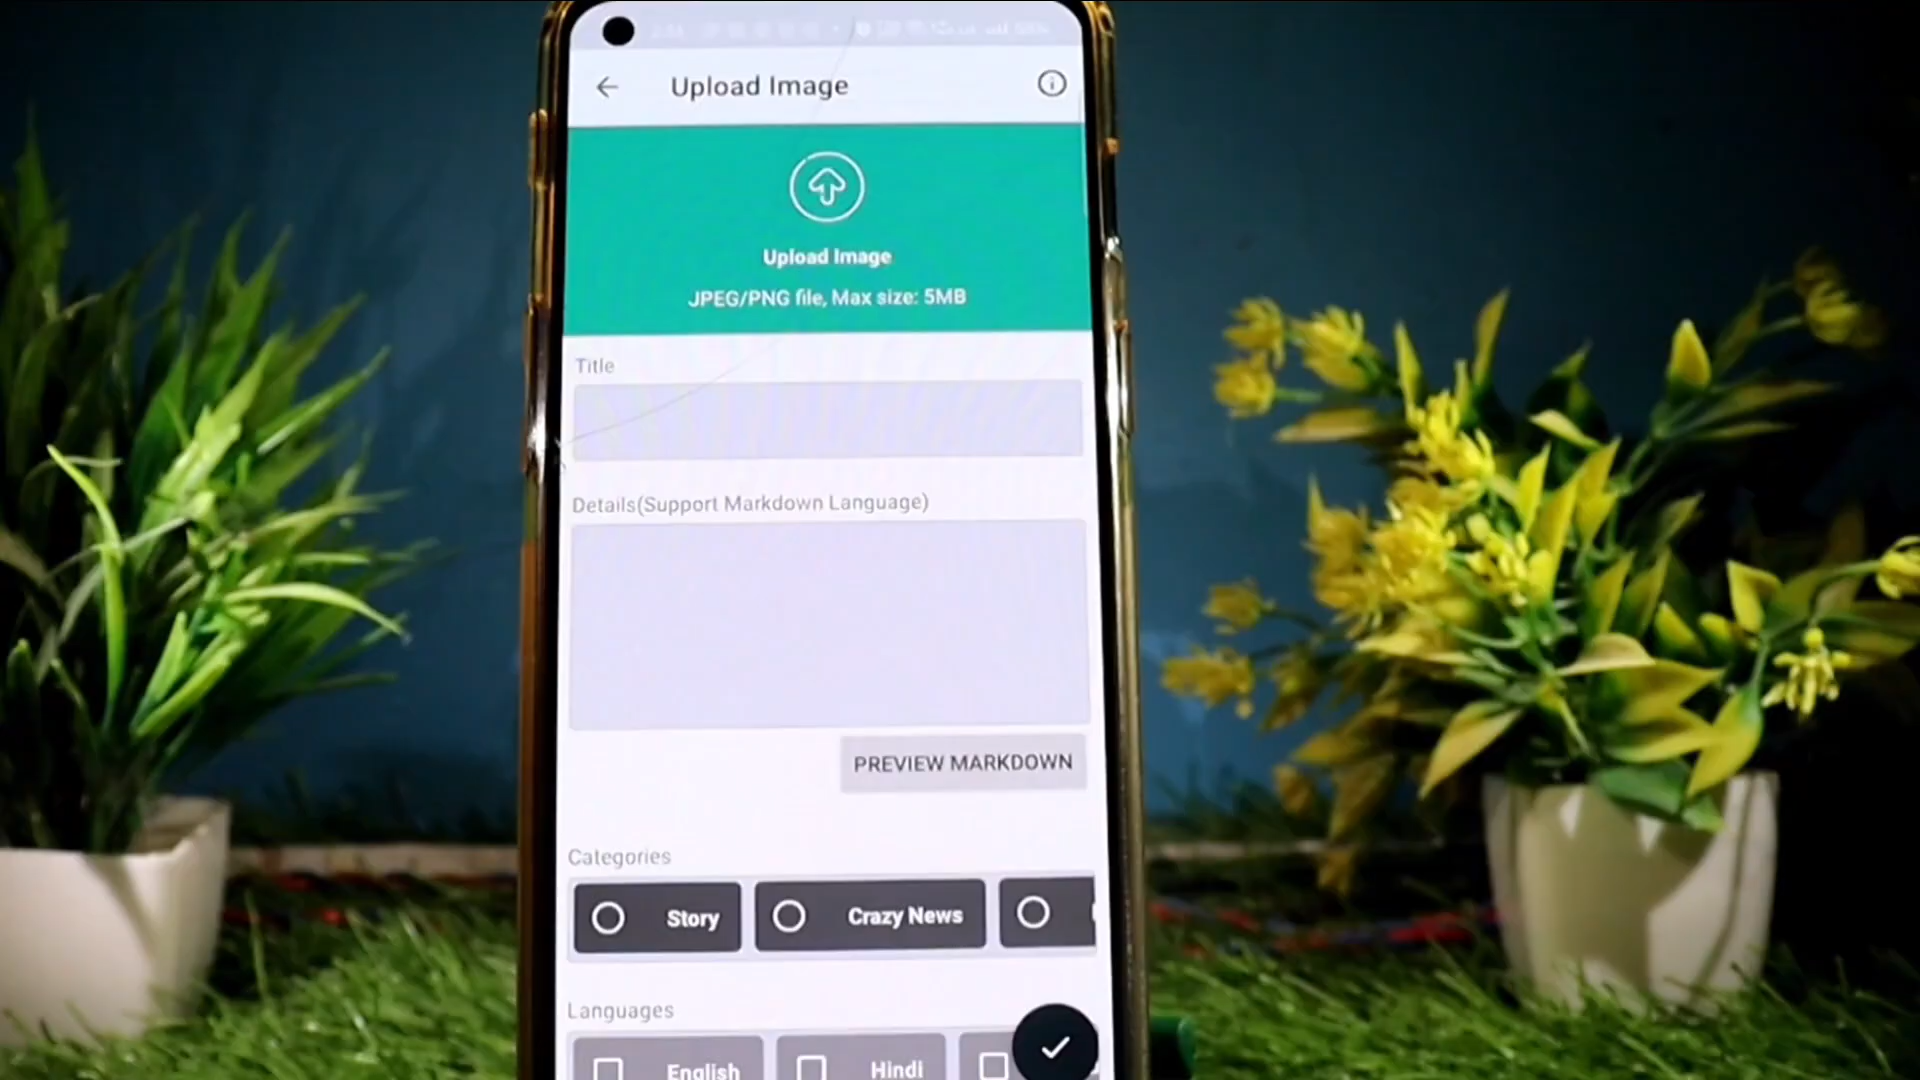 Upload Image
Upload Image
JPEG/PNG file, Max size: 5MB
Title
Details(Support Markdown Language)
PREVIEW MARKDOWN
Categories
Story
Crazy News
Languages
English
Hindi